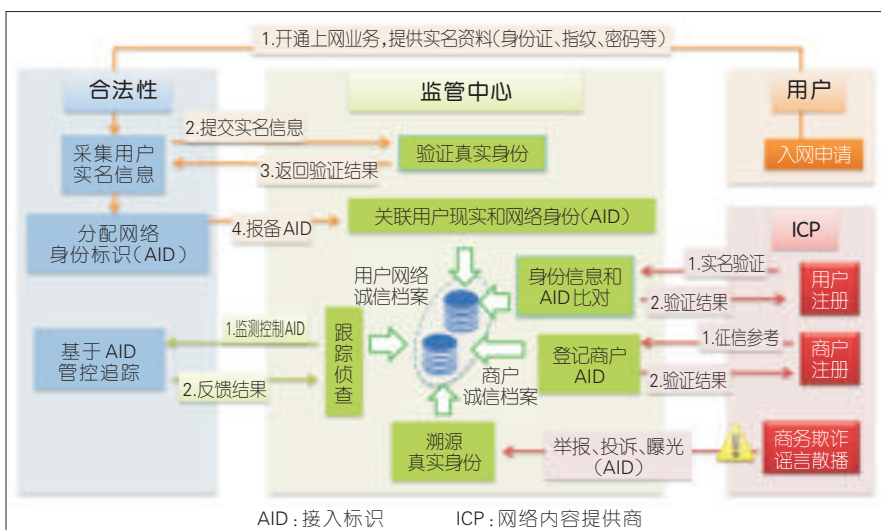 1.开通上网业务,提供实名资料(身份证、指纹、密码等)
合法性
监管中心
用户
采集用户
实名信息
2.提交实名信息
3.返回验证结果
验证真实身份
入网申请
分配网络
身份标识(AID)
4.报备AID
关联用户现实和网络身份(AID)
ICP
用户网络
诚信档案
身份信息和
AID比对
1.实名验证
2.验证结果
用户
注册
基于AID
管控追踪
1.监测控制AID
2.反馈结果
跟
踪
侦
查
商户
诚信档案
登记商户
AID
1.征信参考
2.验证结果
商户
注册
溯源
真实身份
举报、投诉、曝光
(AID)
商务欺诈
谣言散播
AID:接入标识
ICP:网络内容提供商